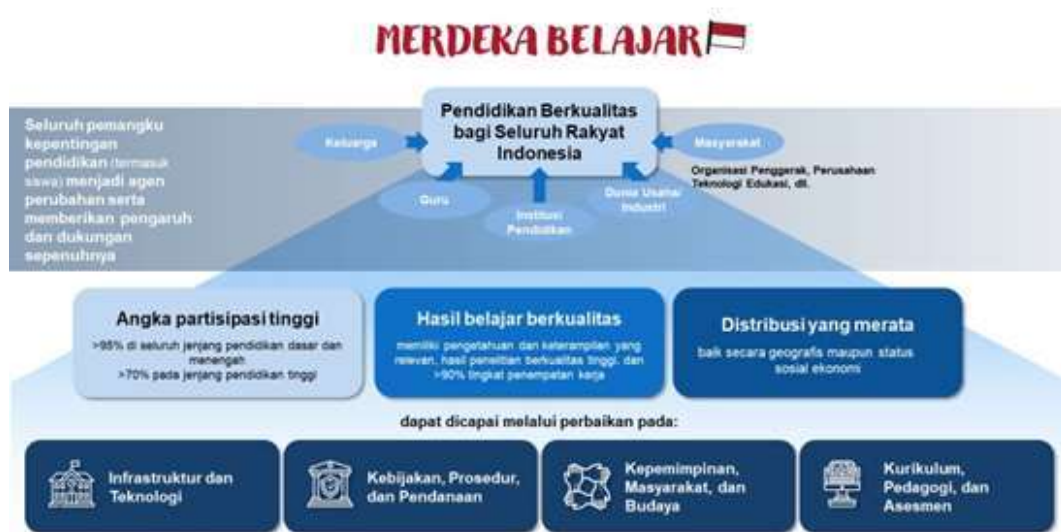 MERDEKA BELAJAR
Pendidikan Berkualitas
bagi Seluruh Rakyat
Indonesia
Seluruh pemangku
kepentingan
pendidikan (termasuk
siswa) menjadi agen
perubahan serta
memberikan pengaruh
dan dukungan
sepenuhnya
Keluarga
Guru
Institusi
Pendidikan
Dunia Usaha/
Industri
Masyarakat
Organisasi Penggerak, Perusahaan
Teknologi Edukasi, dll.
Angka partisipasi tinggi
>95% di seluruh jenjang pendidikan dasar dan
menengah
>70% pada jenjang pendidikan tinggi
Hasil belajar berkualitas
memiliki pengetahuan dan keterampilan yang
relevan, hasil penelitian berkualitas tinggi, dan
>90% tingkat penempatan kerja
Distribusi yang merata
baik secara geografis maupun status
sosial ekonomi
dapat dicapai melalui perbaikan pada:
Infrastruktur dan
Teknologi
Kebijakan, Prosedur,
dan Pendanaan
Kepemimpinan,
Masyarakat, dan
Budaya
Kurikulum,
Pedagogi, dan
Asesmen